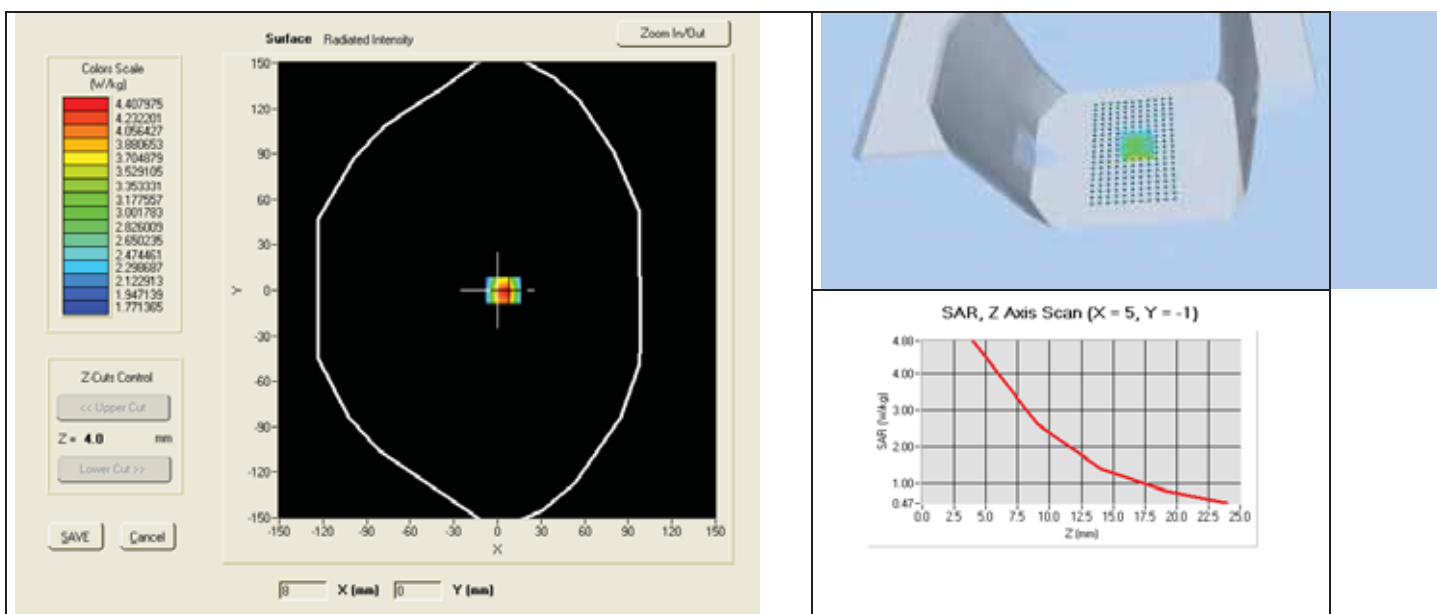 Surface Radiated Intensity
Zoom In/Out
Colors Scale
(W/kg)
4.407975
4.232201
4.056427
3.880653
3.704879
3.529105
3.353331
3.177557
3.001783
2.826009
2.650235
2.474461
2.298687
2.122913
1.947139
1.771365
Z-Cuts Control
<< Upper Cut
Z = 4.0 mm
Lower Cut >>
SAVE Cancel
150
120
90
60
30
0
-30
-60
-90
-120
-150
Y
-150 -120 -90 -60 -30 0 30 60 90 120 150
X
8 X (mm) 0 Y (mm)
SAR, Z Axis Scan (X = 5, Y = -1)
4.88
4.00
3.00
2.00
1.00
0.47
SAR (W/kg)
0.0 2.5 5.0 7.5 10.0 12.5 15.0 17.5 20.0 22.5 25.0
Z (mm)